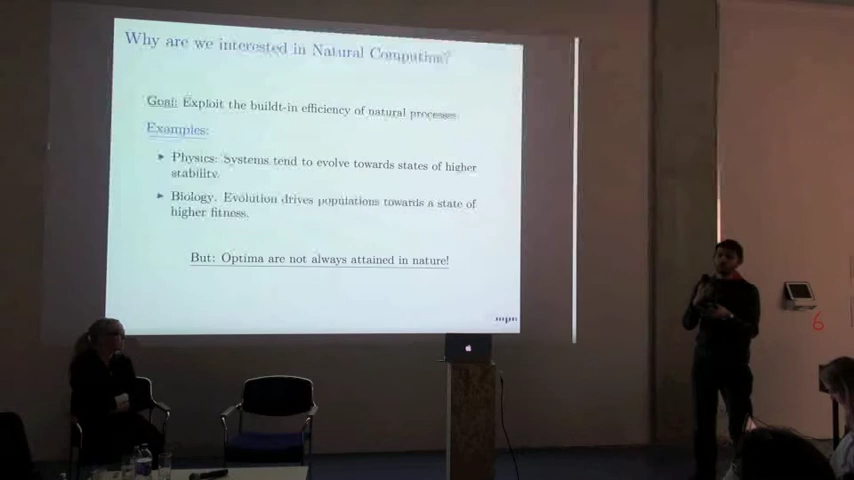 Why are we interested in Natural Computing?
Goal: Exploit the buildt-in efficiency of natural processes.
Examples:
Physics: Systems tend to evolve towards states of higher
stability.
Biology. Evolution drives populations towards a state of
higher fitness.
But: Optima are not always attained in nature!
6